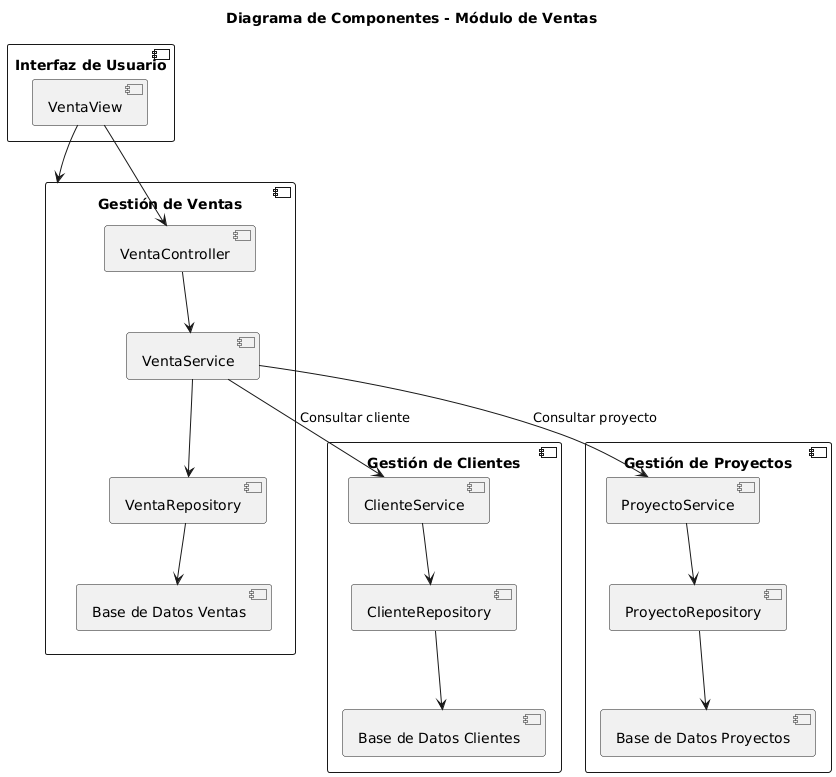 Diagrama de Componentes - Módulo de Ventas
Interfaz de Usuario
VentaView
Gestión de Ventas
VentaController
VentaService
Consultar cliente
Consultar proyecto
Gestión de Clientes
Gestión de Proyectos
VentaRepository
ClienteService
ProyectoService
Base de Datos Ventas
ClienteRepository
ProyectoRepository
Base de Datos Clientes
Base de Datos Proyectos